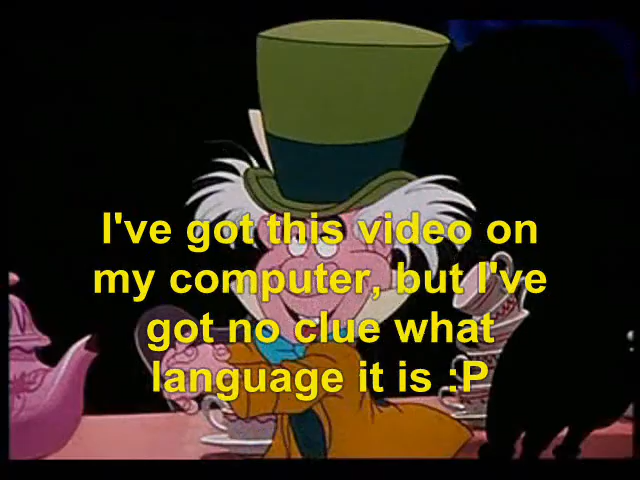 I've got this video on
my computer, but I've
got no clue what
language it is :P